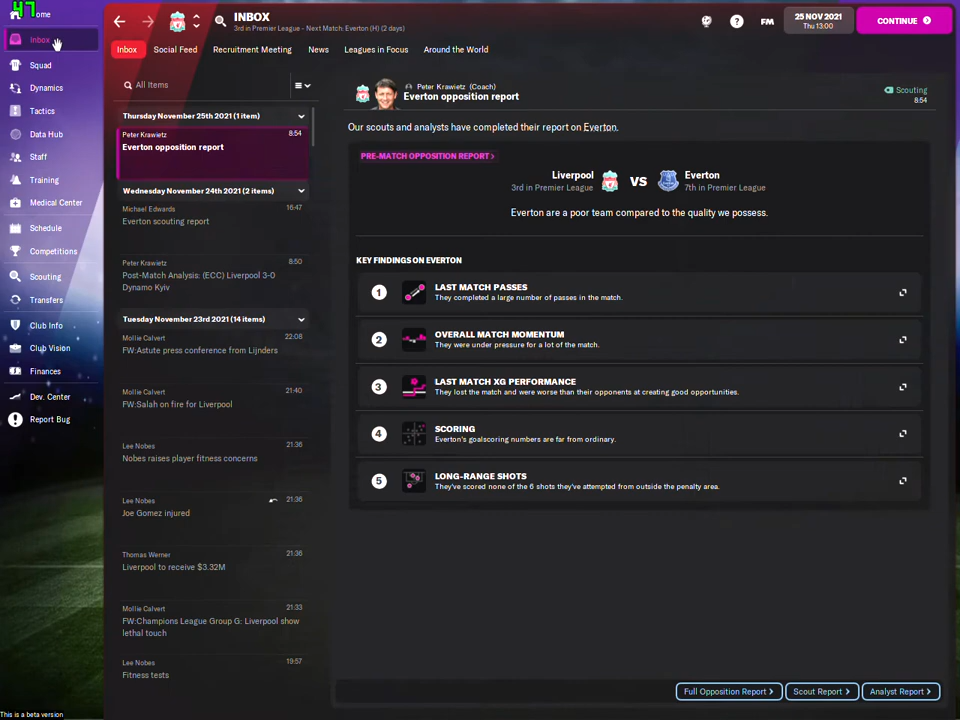 47
ome
Inbox
Squad
Dynamics
Tactics
Data Hub
Staff
Training
Medical Center
Schedule
Competitions
Scouting
Transfers
Club Info
Club Vision
Finances
Dev. Center
Report Bug
This is a beta version
INBOX
3rd in Premier League - Next Match: Everton (H) (2 days)
FM
25 NOV 2021
Thu 13:00
CONTINUE
Inbox
Social Feed
Recruitment Meeting
News
Leagues in Focus
Around the World
All Items
Thursday November 25th 2021 (1 item)
Peter Krawietz 8:54
Everton opposition report
Wednesday November 24th 2021 (2 items)
Michael Edwards 16:47
Everton scouting report
Peter Krawietz 8:50
Post-Match Analysis: (ECC) Liverpool 3-0
Dynamo Kyiv
Tuesday November 23rd 2021 (14 items)
Mollie Calvert 22:08
FW:Astute press conference from Lijnders
Mollie Calvert 21:40
FW:Salah on fire for Liverpool
Lee Nobes 21:36
Nobes raises player fitness concerns
Lee Nobes 21:36
Joe Gomez injured
Thomas Werner 21:36
Liverpool to receive $3.32M
Mollie Calvert 21:33
FW:Champions League Group G: Liverpool show
lethal touch
Lee Nobes 19:57
Fitness tests
Peter Krawietz (Coach)
Everton opposition report
Scouting
8:54
Our scouts and analysts have completed their report on Everton.
PRE-MATCH OPPOSITION REPORT >
Liverpool
3rd in Premier League
VS
Everton
7th in Premier League
Everton are a poor team compared to the quality we possess.
KEY FINDINGS ON EVERTON
1
LAST MATCH PASSES
They completed a large number of passes in the match.
2
OVERALL MATCH MOMENTUM
They were under pressure for a lot of the match.
3
LAST MATCH XG PERFORMANCE
They lost the match and were worse than their opponents at creating good opportunities.
4
SCORING
Everton's goalscoring numbers are far from ordinary.
5
LONG-RANGE SHOTS
They've scored none of the 6 shots they've attempted from outside the penalty area.
Full Opposition Report >
Scout Report >
Analyst Report >